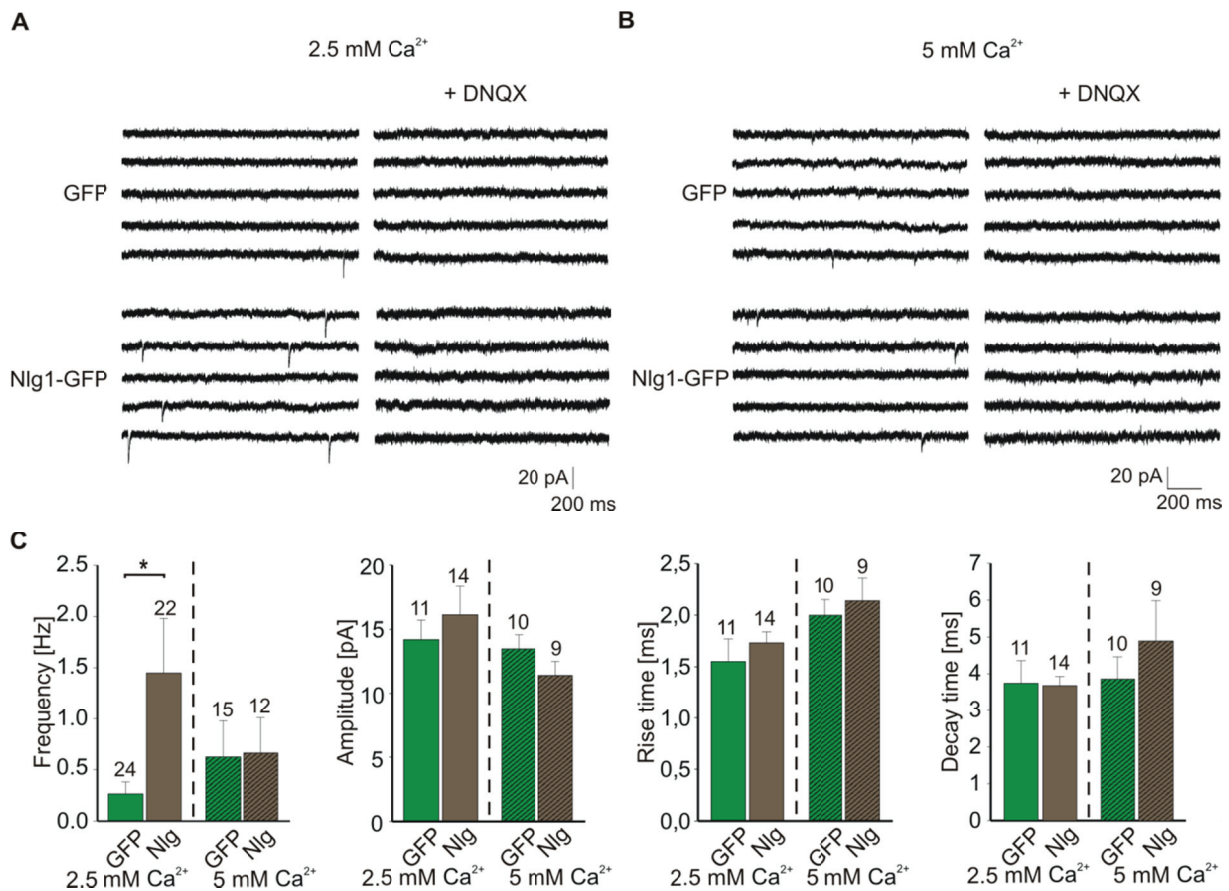 A
B
2.5 mM Ca²⁺
5 mM Ca²⁺
+ DNQX
+ DNQX
GFP
GFP
Nlg1-GFP
Nlg1-GFP
20 pA
200 ms
20 pA
200 ms
C
Frequency [Hz]
2.5
2.0
1.5
1.0
0.5
0.0
*
24
22
15
12
GFP
Nlg
GFP
Nlg
2.5 mM Ca²⁺
5 mM Ca²⁺
Amplitude [pA]
20
15
10
5
0
11
14
10
9
GFP
Nlg
GFP
Nlg
2.5 mM Ca²⁺
5 mM Ca²⁺
Rise time [ms]
2,5
2.0
1.5
1,0
0,5
0,0
11
14
10
9
GFP
Nlg
GFP
Nlg
2.5 mM Ca²⁺
5 mM Ca²⁺
Decay time [ms]
7
6
5
4
3
2
1
0
11
14
10
9
GFP
Nlg
GFP
Nlg
2.5 mM Ca²⁺
5 mM Ca²⁺